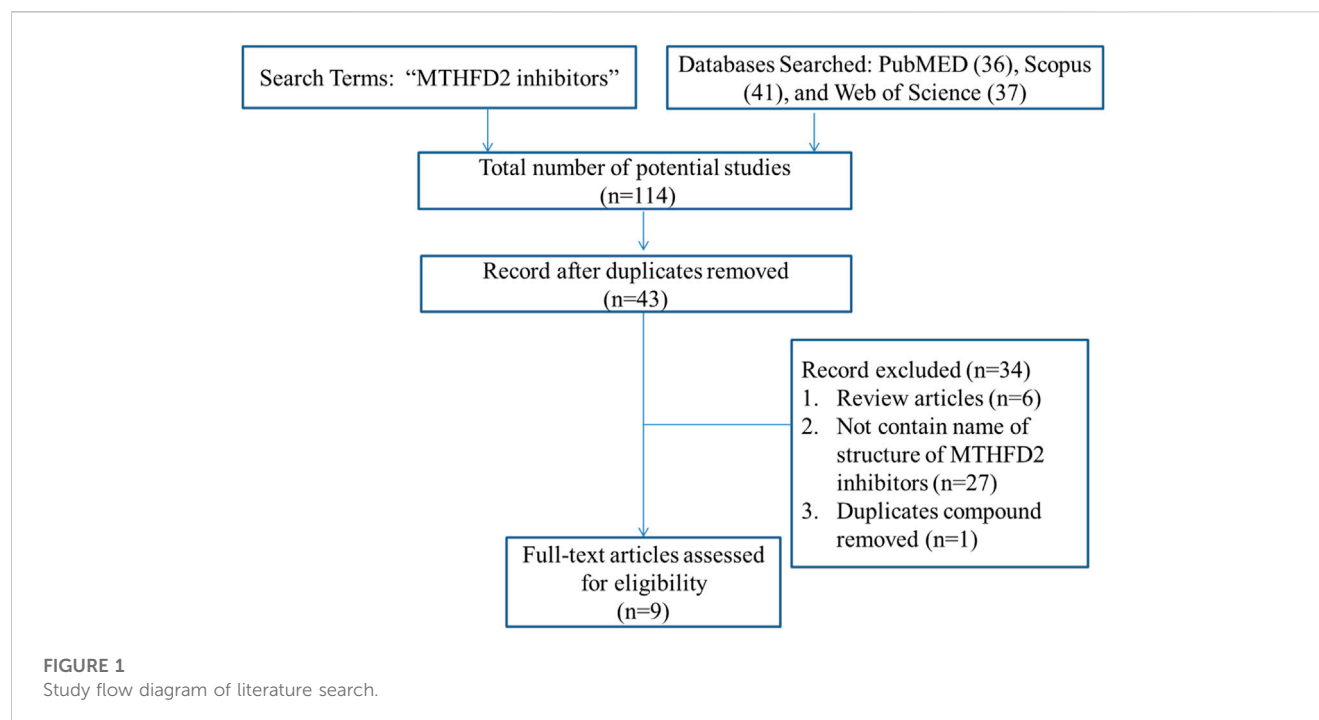 Search Terms: “MTHFD2 inhibitors”
Databases Searched: PubMED (36), Scopus
(41), and Web of Science (37)
Total number of potential studies
(n=114)
Record after duplicates removed
(n=43)
Record excluded (n=34)
1. Review articles (n=6)
2. Not contain name of
structure of MTHFD2
inhibitors (n=27)
3. Duplicates compound
removed (n=1)
Full-text articles assessed
for eligibility
(n=9)
FIGURE 1
Study flow diagram of literature search.